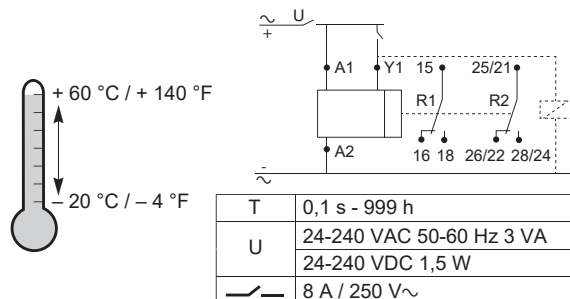 ~ U
+
A1 Y1 15 25/21
+ 60 °C / + 140 °F
R1 R2
A2 16 18 26/22 28/24
-
~
– 20 °C / – 4 °F
T 0,1 s - 999 h
U 24-240 VAC 50-60 Hz 3 VA
24-240 VDC 1,5 W
8 A / 250 V~